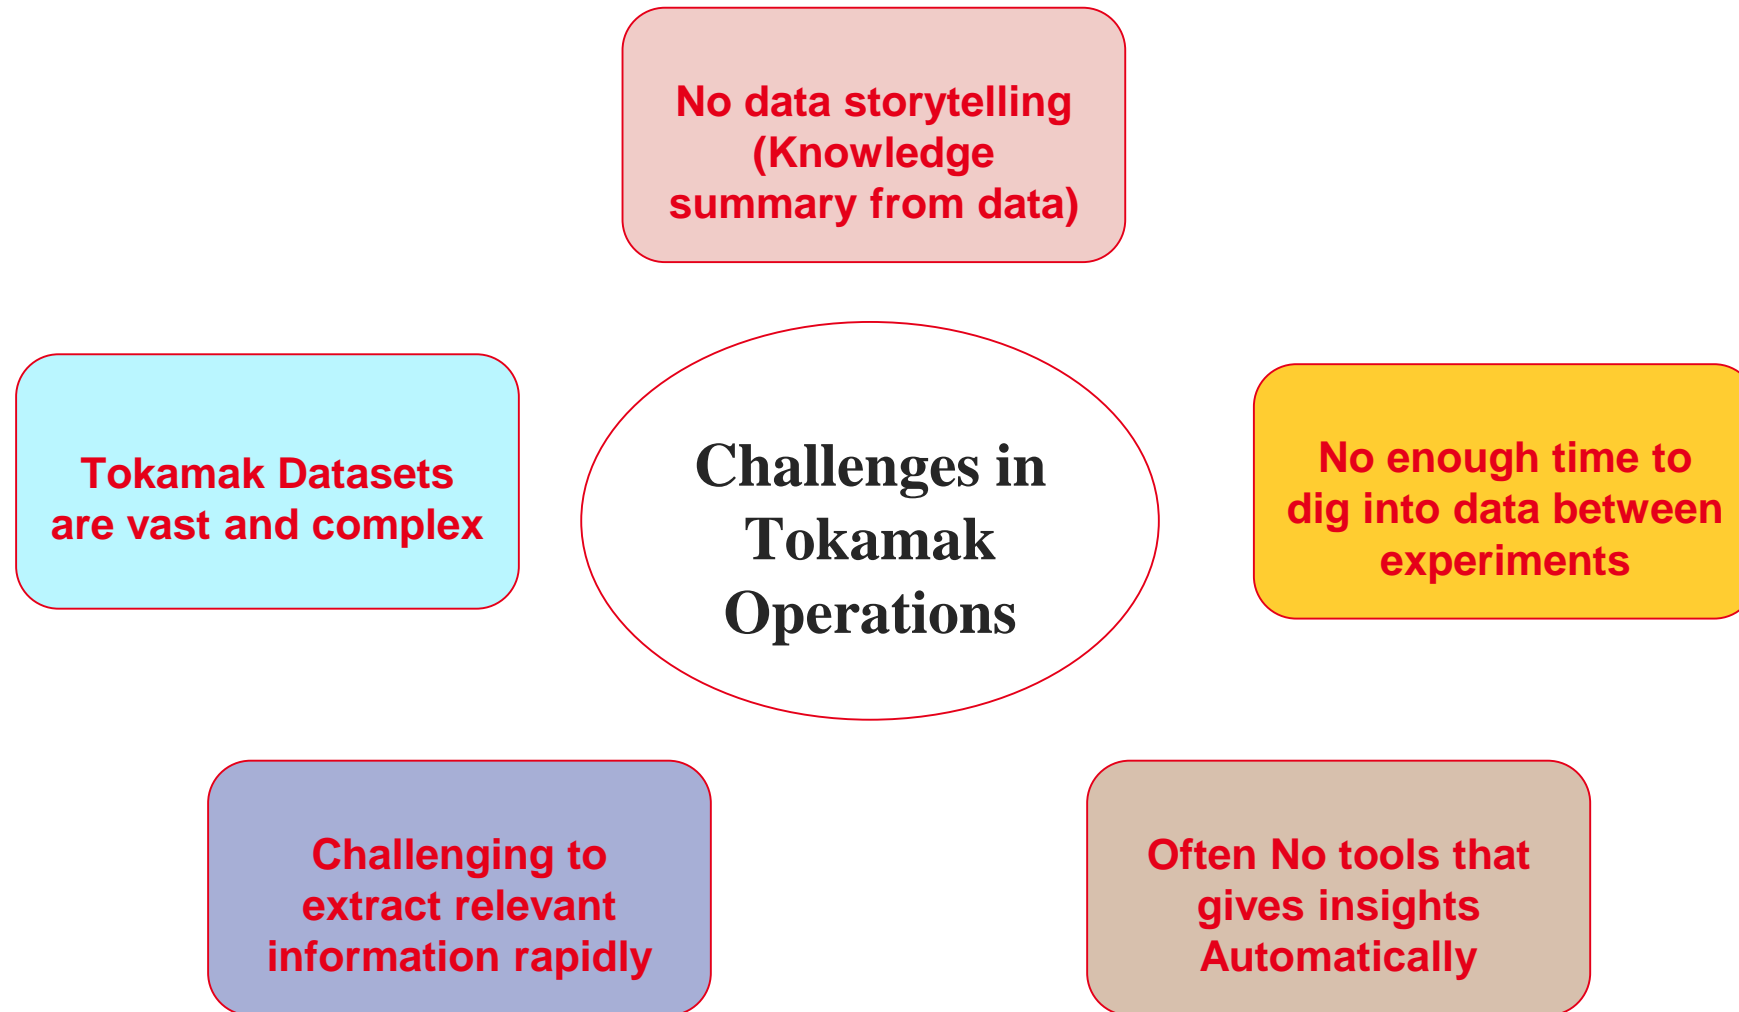 No data storytelling
(Knowledge
summary from data)
Tokamak Datasets
are vast and complex
Challenges in
Tokamak
Operations
No enough time to
dig into data between
experiments
Challenging to
extract relevant
information rapidly
Often No tools that
gives insights
Automatically